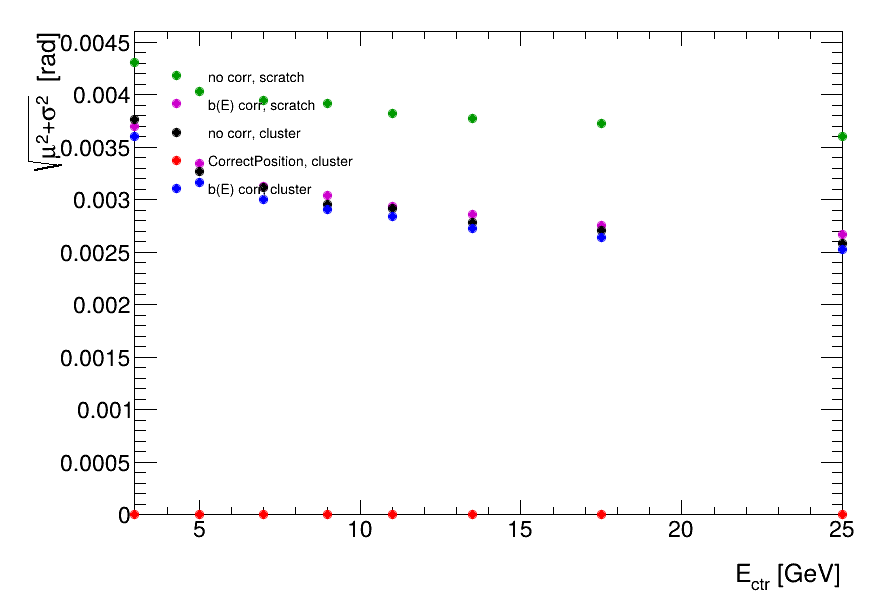 √μ²+σ² [rad]
0.0045
0.004
0.0035
0.003
0.0025
0.002
0.0015
0.001
0.0005
0
no corr, scratch
b(E) corr, scratch
no corr, cluster
CorrectPosition, cluster
b(E) corr, cluster
5 10 15 20 25
E_ctr [GeV]